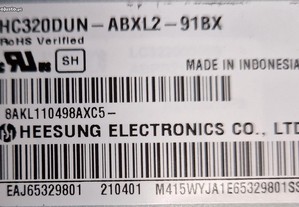 HC320DUN-ABXL2-91BX
RoHS Verified
SH
MADE IN INDONESIA
8AKL110498AXC5-
HEESUNG ELECTRONICS CO., LTD
EAJ65329801 210401 M415WYJA1E65329801SS